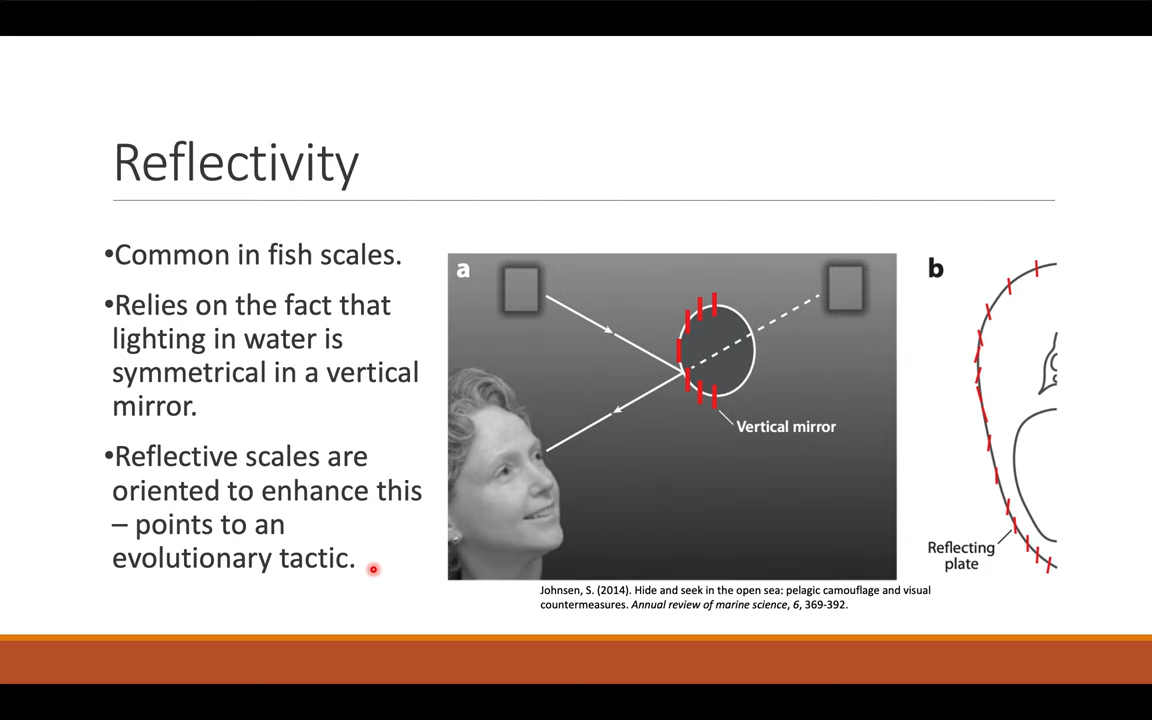 Reflectivity
•Common in fish scales.
•Relies on the fact that
lighting in water is
symmetrical in a vertical
mirror.
•Reflective scales are
oriented to enhance this
– points to an
evolutionary tactic.
a
Vertical mirror
b
Reflecting
plate
Johnsen, S. (2014). Hide and seek in the open sea: pelagic camouflage and visual
countermeasures. Annual review of marine science, 6, 369-392.